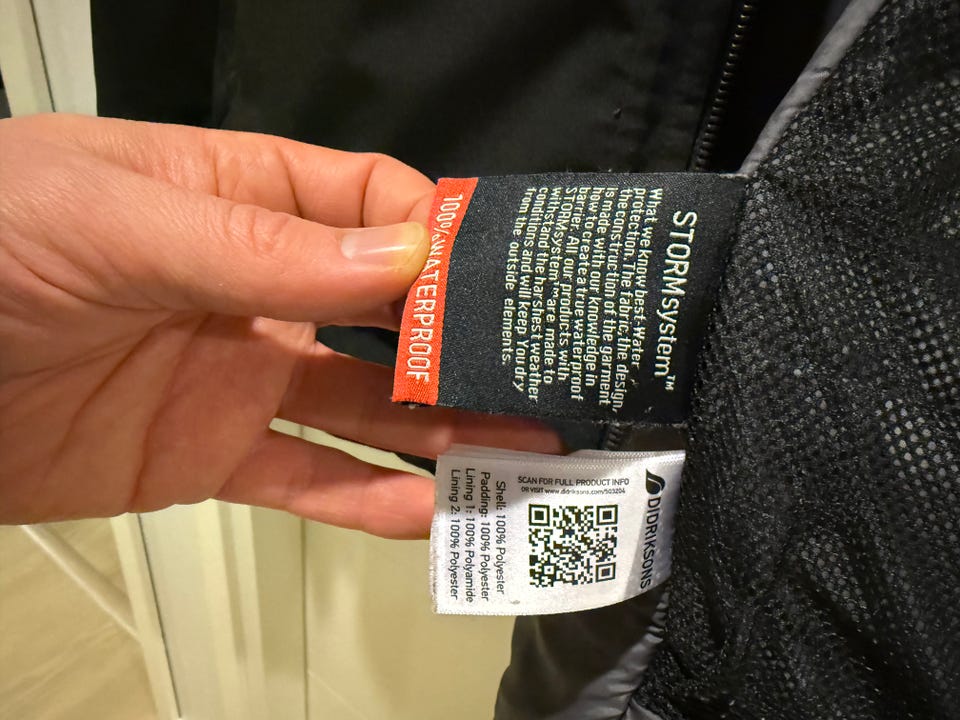 STORMsystem™
What we know best-Water
protection. The fabric, the design,
the construction of the garment
is made with our knowledge in
how to create a true waterproof
barrier. All our products with
STORMsystem™ are made to
withstand the harshest weather
conditions and will keep You dry
from the outside elements.
100% WATERPROOF
DIDRIKSONS
SCAN FOR FULL PRODUCT INFO
OR VISIT www.didriksons.com/503204
Shell: 100% Polyester
Padding: 100% Polyester
Lining 1: 100% Polyamide
Lining 2: 100% Polyester